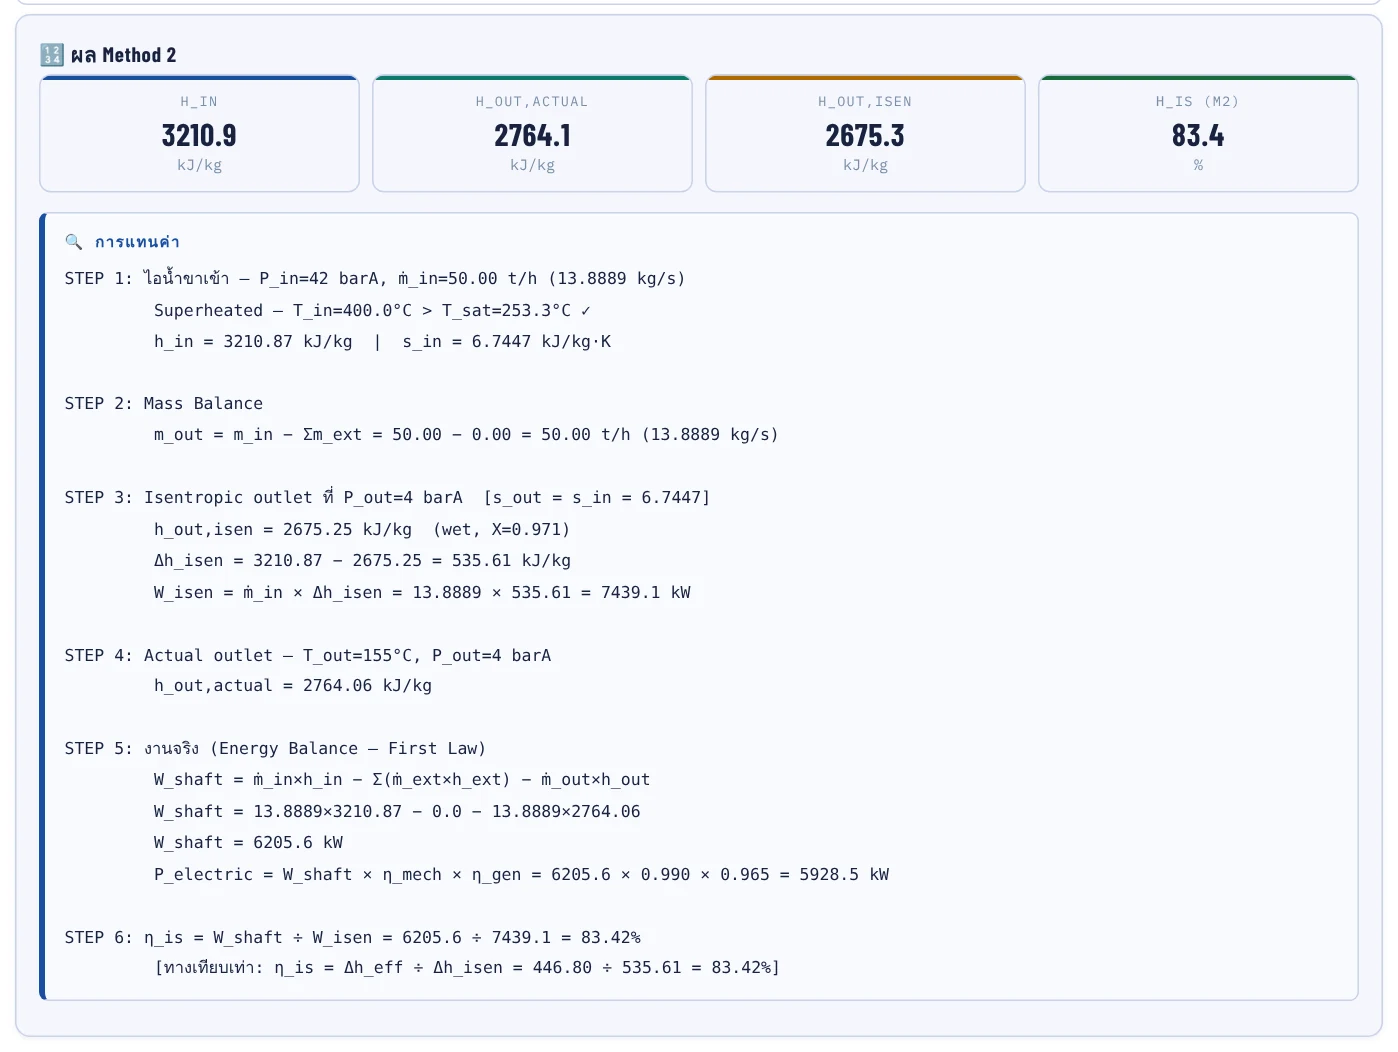 🔢 ผล Method 2
H_IN
3210.9
kJ/kg
H_OUT,ACTUAL
2764.1
kJ/kg
H_OUT,ISEN
2675.3
kJ/kg
H_IS (M2)
83.4
%
🔍 การแทนค่า
STEP 1: ไอน้ำขาเข้า — P_in=42 barA, ṁ_in=50.00 t/h (13.8889 kg/s)
Superheated — T_in=400.0°C > T_sat=253.3°C ✓
h_in = 3210.87 kJ/kg | s_in = 6.7447 kJ/kg·K
STEP 2: Mass Balance
m_out = m_in − Σm_ext = 50.00 − 0.00 = 50.00 t/h (13.8889 kg/s)
STEP 3: Isentropic outlet ที่ P_out=4 barA [s_out = s_in = 6.7447]
h_out,isen = 2675.25 kJ/kg (wet, X=0.971)
Δh_isen = 3210.87 − 2675.25 = 535.61 kJ/kg
W_isen = ṁ_in × Δh_isen = 13.8889 × 535.61 = 7439.1 kW
STEP 4: Actual outlet — T_out=155°C, P_out=4 barA
h_out,actual = 2764.06 kJ/kg
STEP 5: งานจริง (Energy Balance — First Law)
W_shaft = ṁ_in×h_in − Σ(ṁ_ext×h_ext) − ṁ_out×h_out
W_shaft = 13.8889×3210.87 − 0.0 − 13.8889×2764.06
W_shaft = 6205.6 kW
P_electric = W_shaft × η_mech × η_gen = 6205.6 × 0.990 × 0.965 = 5928.5 kW
STEP 6: η_is = W_shaft ÷ W_isen = 6205.6 ÷ 7439.1 = 83.42%
[ทางเทียบเท่า: η_is = Δh_eff ÷ Δh_isen = 446.80 ÷ 535.61 = 83.42%]